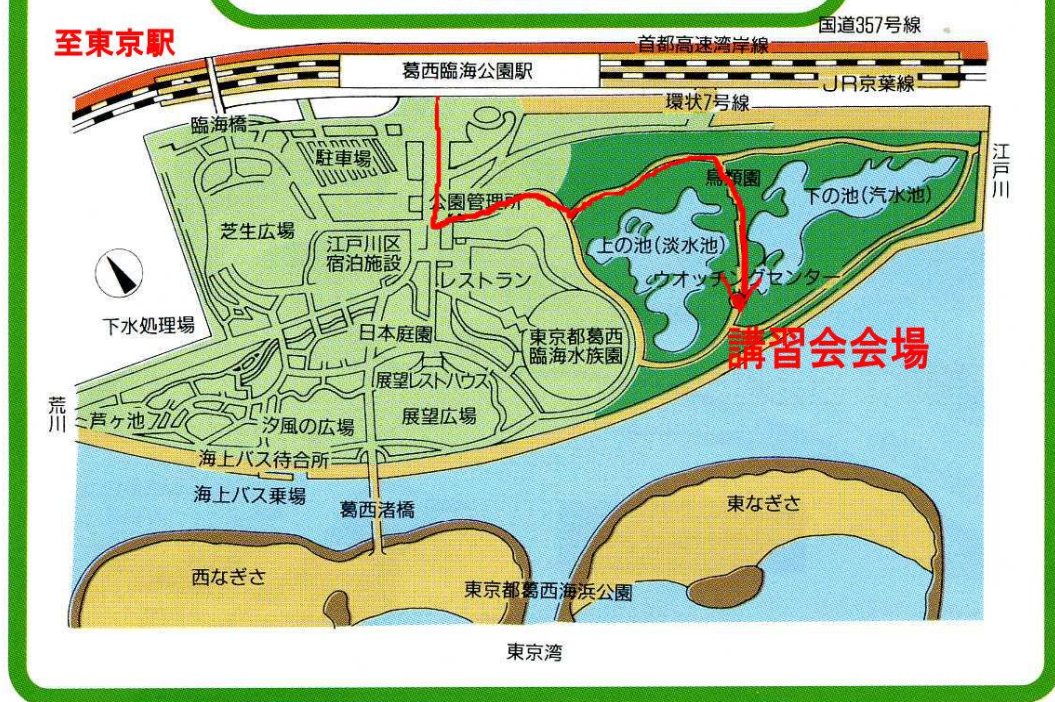 国道357号線
至東京駅
首都高速湾岸線
葛西臨海公園駅
JR京葉線
環状7号線
臨海橋
駐車場
江戸川
鳥類園
下の池(汽水池)
公園管理所
芝生広場
江戸川区
宿泊施設
上の池(淡水池)
レストラン
ウオッチングセンター
下水処理場
日本庭園
東京都葛西
臨海水族園
講習会会場
展望レストハウス
荒川
芦ヶ池
汐風の広場
展望広場
海上バス待合所
海上バス乗場
葛西渚橋
東なぎさ
西なぎさ
東京都葛西海浜公園
東京湾